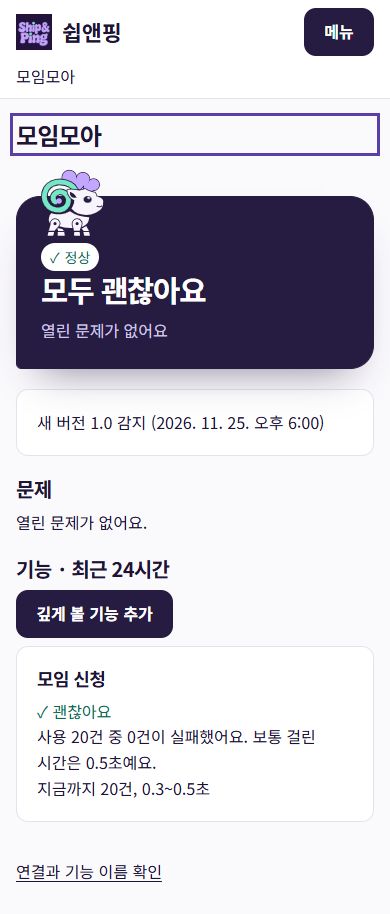 Ship&
Ping
쉽앤핑
메뉴
모임모아
모임모아
✓ 정상
모두 괜찮아요
열린 문제가 없어요
새 버전 1.0 감지 (2026. 11. 25. 오후 6:00)
문제
열린 문제가 없어요.
기능 · 최근 24시간
깊게 볼 기능 추가
모임 신청
✓ 괜찮아요
사용 20건 중 0건이 실패했어요. 보통 걸린
시간은 0.5초예요.
지금까지 20건, 0.3~0.5초
연결과 기능 이름 확인